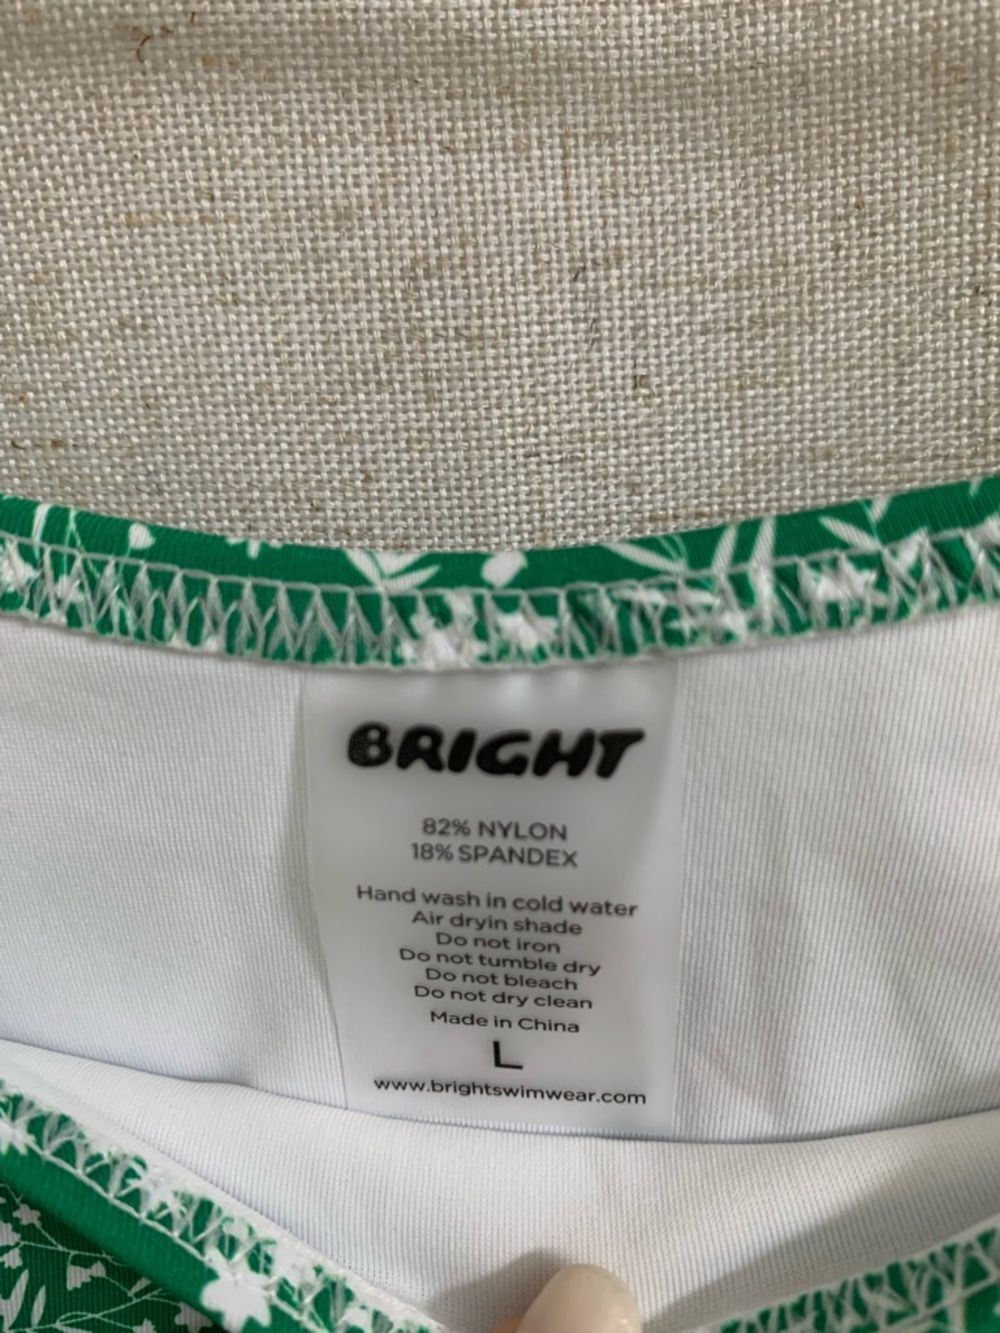 BRIGHT
82% NYLON
18% SPANDEX
Hand wash in cold water
Air dryin shade
Do not iron
Do not tumble dry
Do not bleach
Do not dry clean
Made in China
L
www.brightswimwear.com